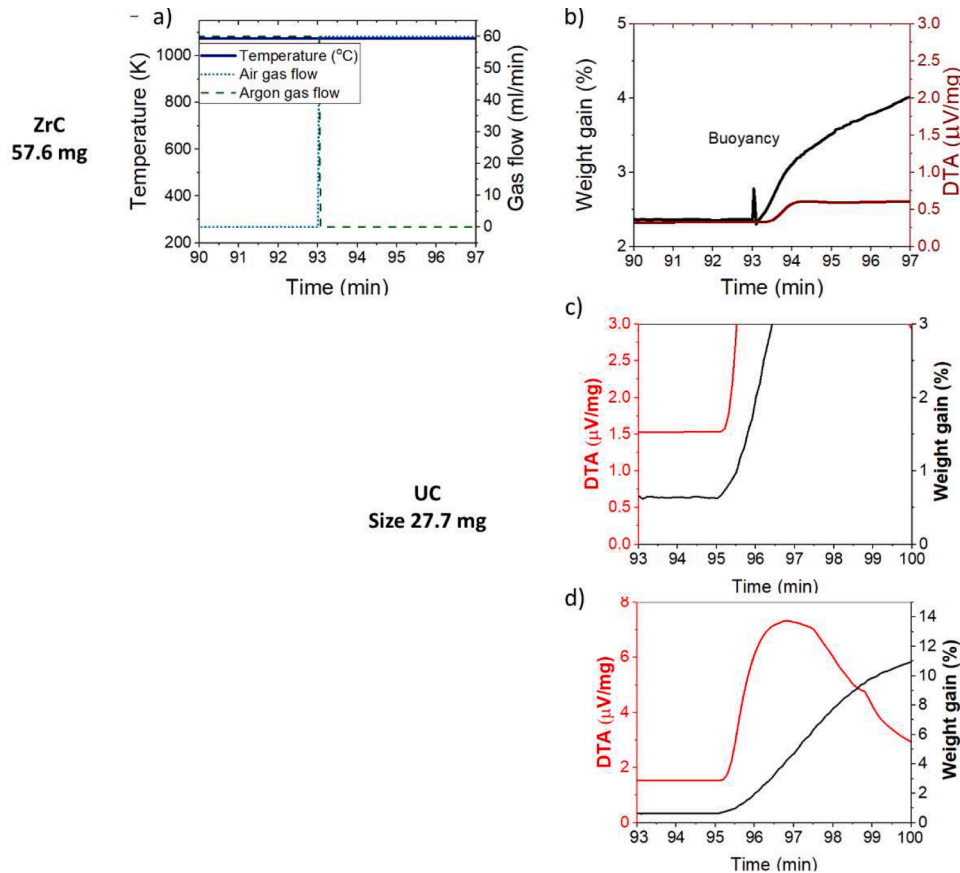 a)
Temperature (K)
1000
800
600
400
200
Temperature (°C)
Air gas flow
Argon gas flow
60
50
40
30
20
10
0
Gas flow (ml/min)
90 91 92 93 94 95 96 97
Time (min)
ZrC
57.6 mg
b)
Weight gain (%)
5
4
3
2
Buoyancy
3.0
2.5
2.0
1.5
1.0
0.5
0.0
DTA (µV/mg)
90 91 92 93 94 95 96 97
Time (min)
c)
DTA (µV/mg)
3.0
2.5
2.0
1.5
1.0
0.5
0.0
3
2
1
0
Weight gain (%)
93 94 95 96 97 98 99 100
Time (min)
UC
Size 27.7 mg
d)
DTA (µV/mg)
8
6
4
2
0
14
12
10
8
6
4
2
0
Weight gain (%)
93 94 95 96 97 98 99 100
Time (min)